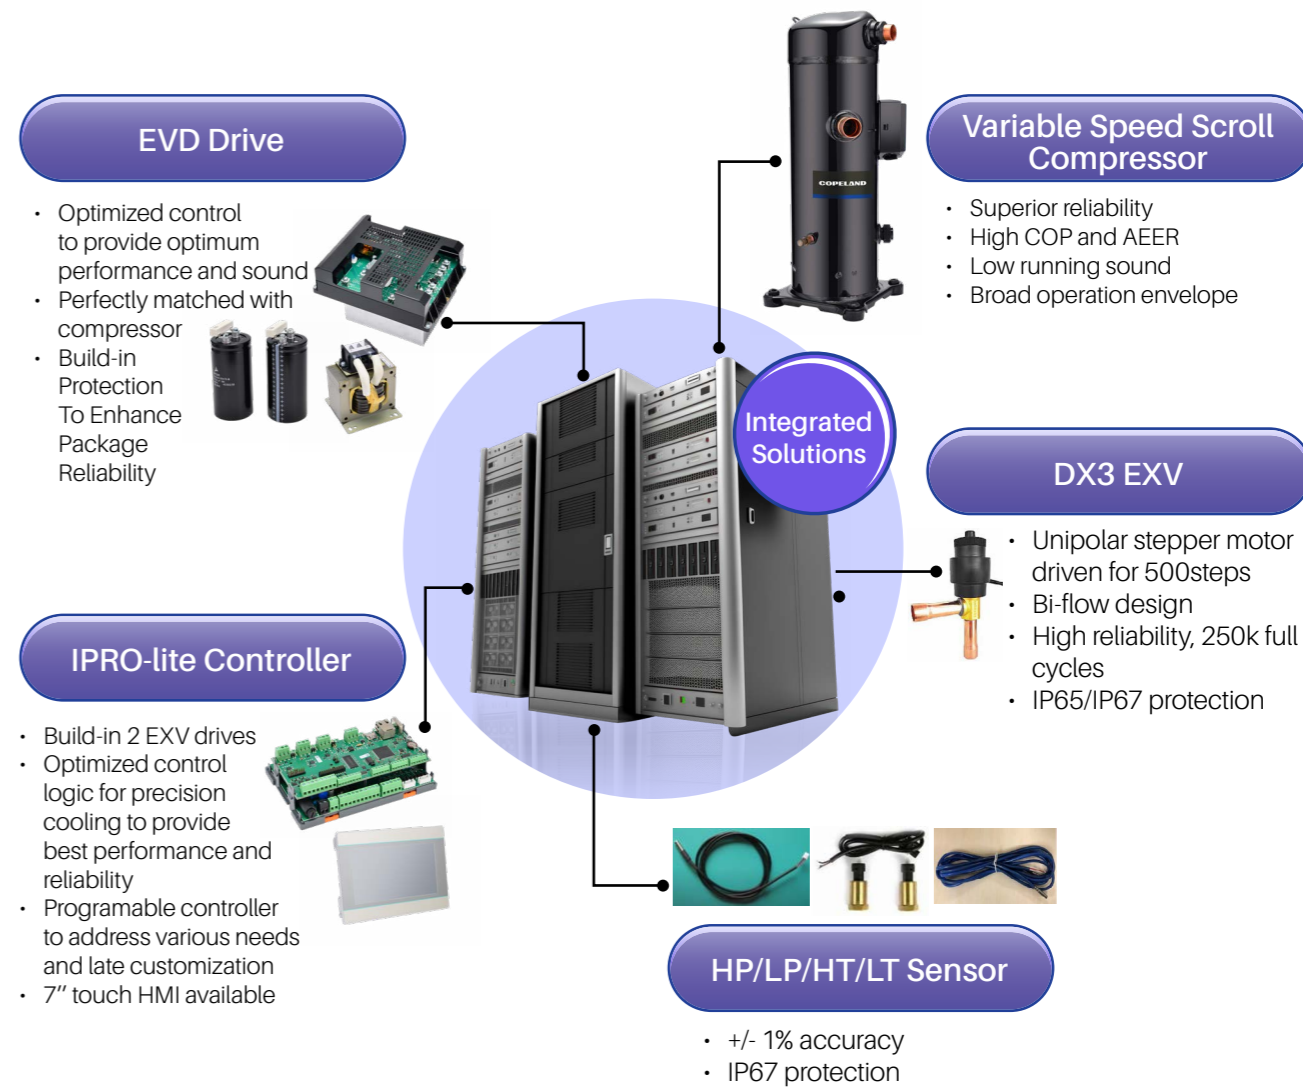 EVD Drive
• Optimized control
to provide optimum
performance and sound
• Perfectly matched with
compressor
• Build-in
Protection
To Enhance
Package
Reliability
COPELAND
Variable Speed Scroll
Compressor
• Superior reliability
• High COP and AEER
• Low running sound
• Broad operation envelope
Integrated
Solutions
DX3 EXV
• Unipolar stepper motor
driven for 500steps
• Bi-flow design
• High reliability, 250k full
cycles
• IP65/IP67 protection
IPRO-lite Controller
• Build-in 2 EXV drives
• Optimized control
logic for precision
cooling to provide
best performance and
reliability
• Programable controller
to address various needs
and late customization
• 7’’ touch HMI available
HP/LP/HT/LT Sensor
• +/- 1% accuracy
• IP67 protection